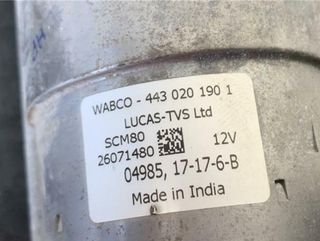 WABCO - 443 020 190 1
LUCAS-TVS Ltd
SCM80 12V
26071480
04985, 17-17-6-B
Made in India